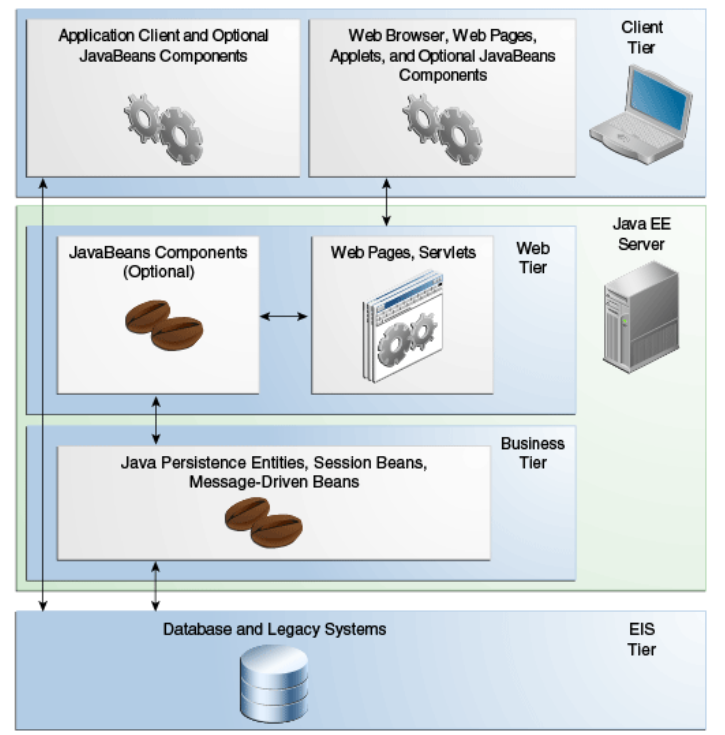 Application Client and Optional
JavaBeans Components
Web Browser, Web Pages,
Applets, and Optional JavaBeans
Components
Client
Tier
Java EE
Server
JavaBeans Components
(Optional)
Web Pages, Servlets
Web
Tier
Business
Tier
Java Persistence Entities, Session Beans,
Message-Driven Beans
Database and Legacy Systems
EIS
Tier